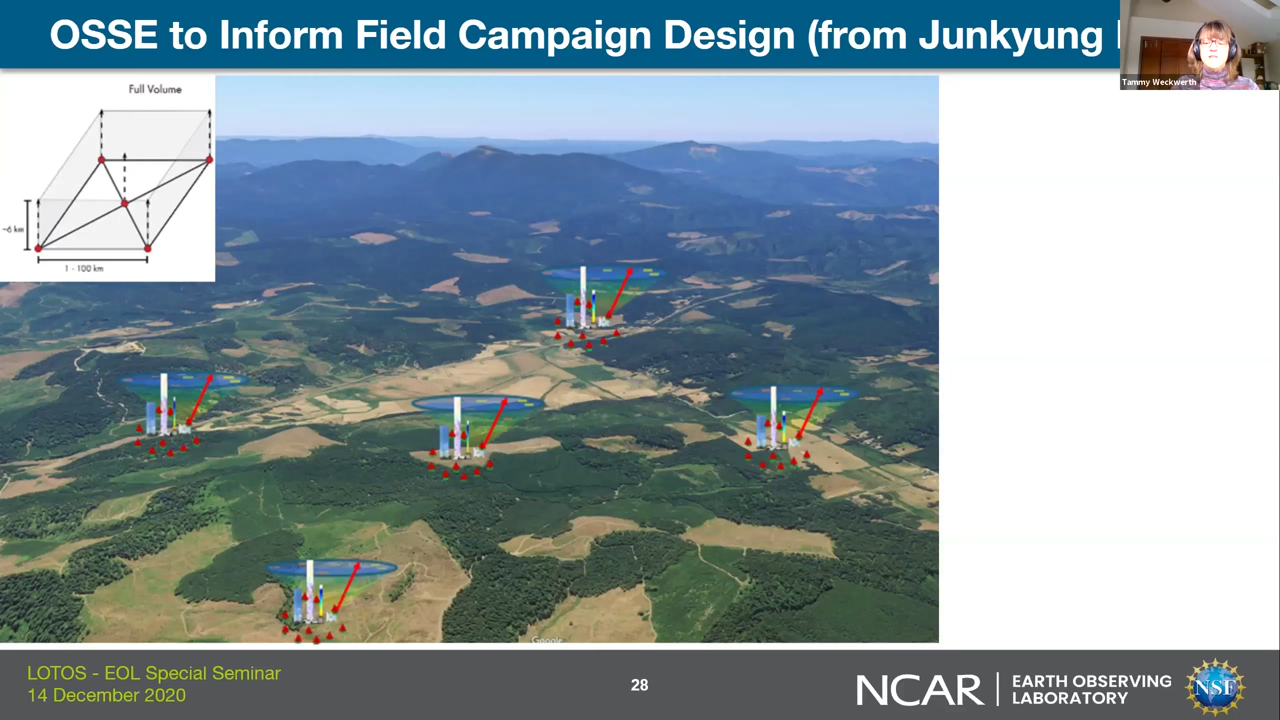 OSSE to Inform Field Campaign Design (from Junkyung
Tammy Weckwerth
Full Volume
~6 km
1 - 100 km
Google
LOTOS - EOL Special Seminar
14 December 2020
28
NCAR
EARTH OBSERVING
LABORATORY
NSF